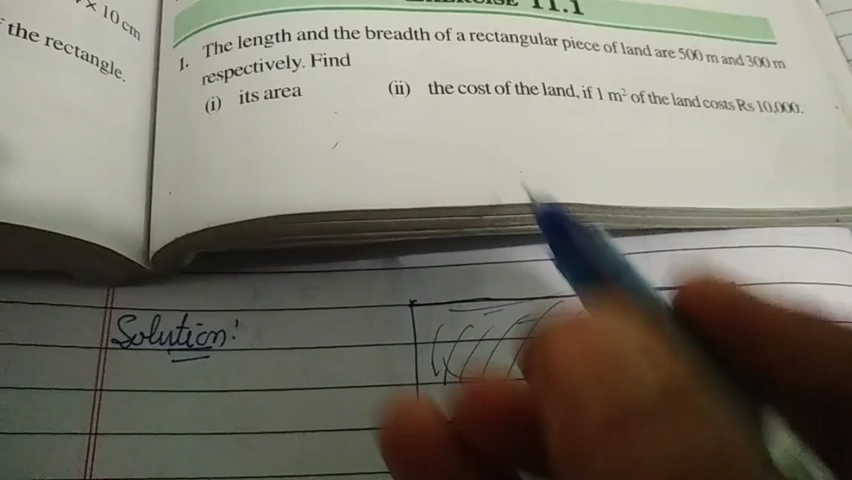 × 10 cm
the rectangle.
11.1
1. The length and the breadth of a rectangular piece of land are 500 m and 300 m
respectively. Find
(i) its area (ii) the cost of the land, if 1 m² of the land costs Rs 10,000.
Solution: